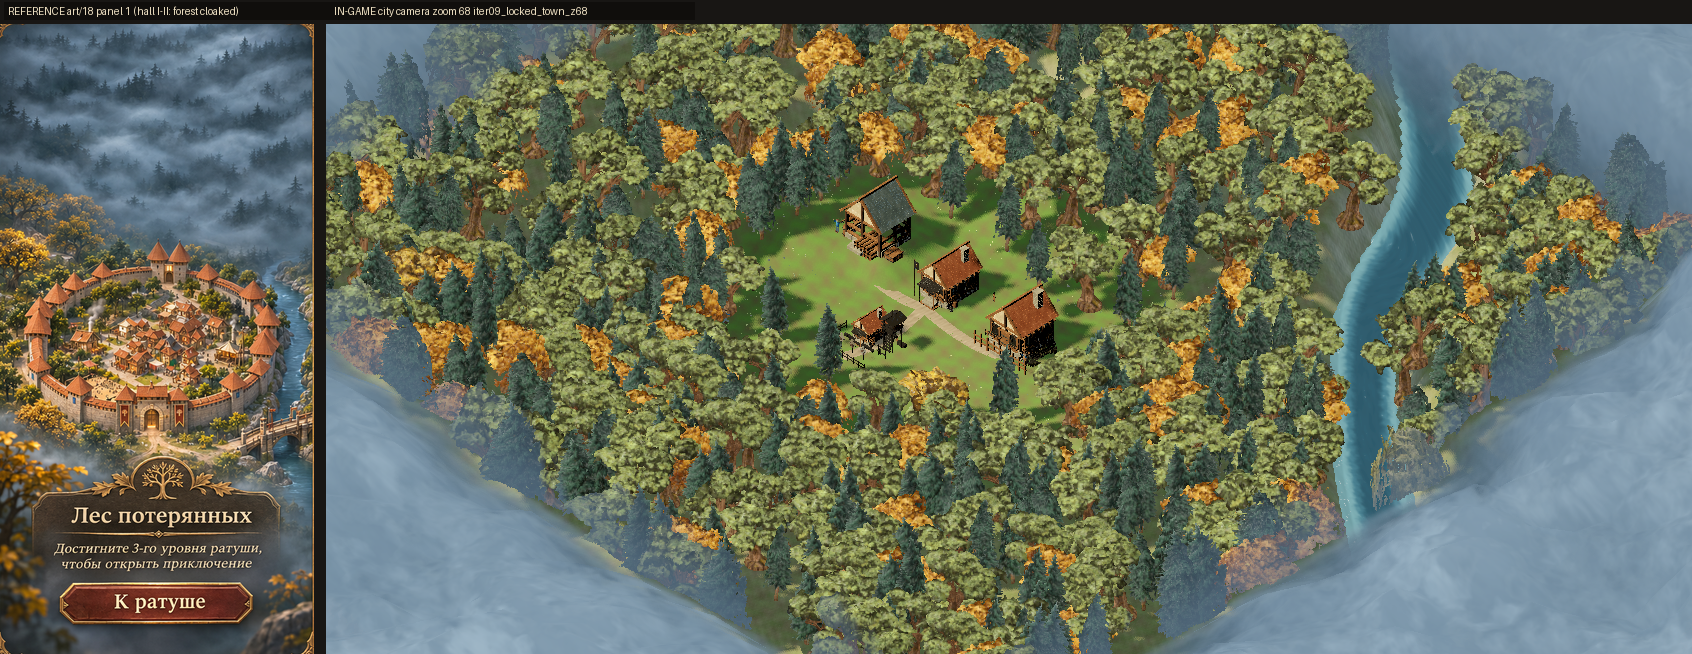 REFERENCE art/18 panel 1 (hall I-II: forest cloaked)
IN-GAME city camera zoom 68 iter09_locked_town_z68
Лес потерянных
Достигните 3-го уровня ратуши,
чтобы открыть приключение
К ратуше